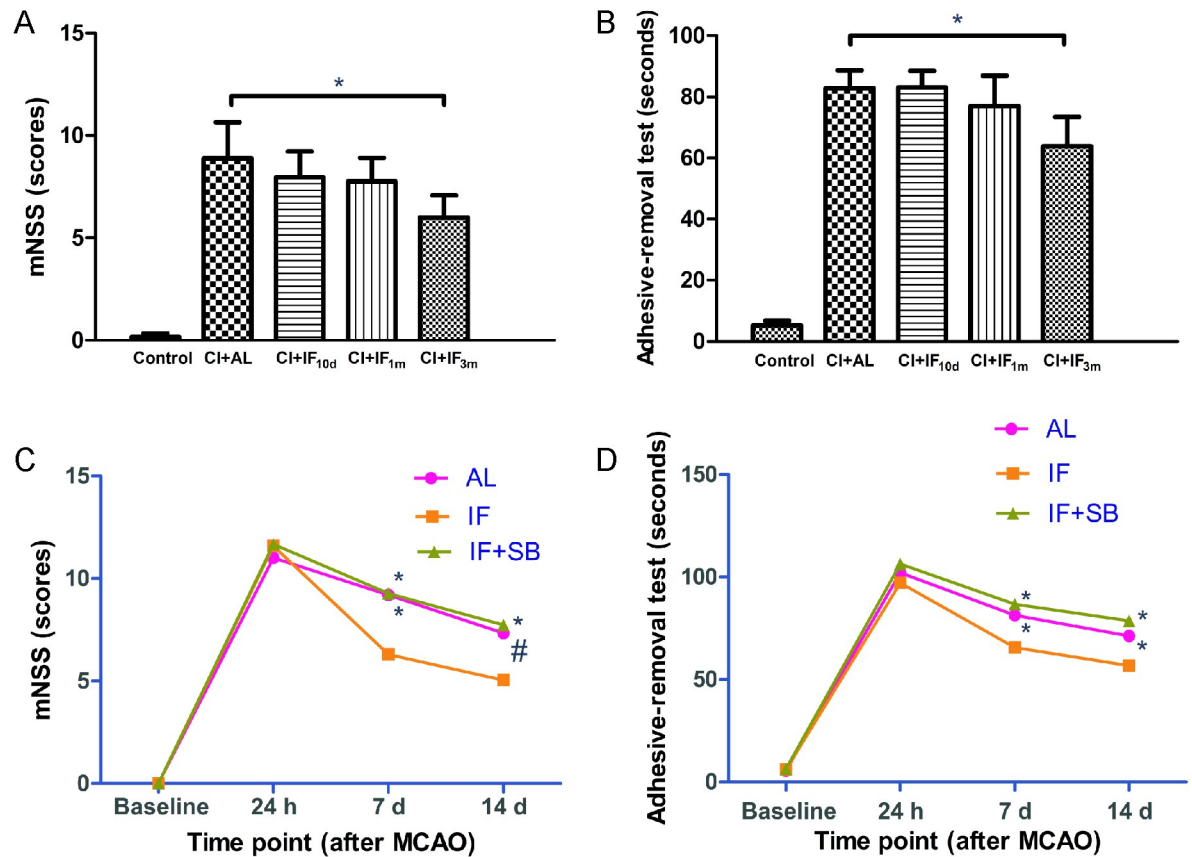 A
mNSS (scores)
15
10
5
0
*
Control CI+AL CI+IF10d CI+IF1m CI+IF3m
B
Adhesive-removal test (seconds)
100
80
60
40
20
0
*
Control CI+AL CI+IF10d CI+IF1m CI+IF3m
C
mNSS (scores)
15
10
5
0
AL
IF
IF+SB
*
*
*
#
Baseline 24 h 7 d 14 d
Time point (after MCAO)
D
Adhesive-removal test (seconds)
150
100
50
0
AL
IF
IF+SB
*
*
*
*
Baseline 24 h 7 d 14 d
Time point (after MCAO)